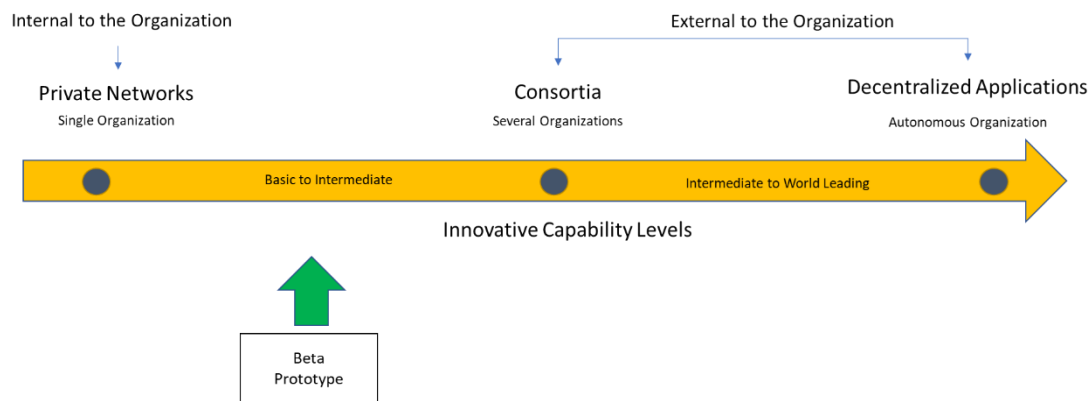 Internal to the Organization
External to the Organization
Private Networks
Single Organization
Consortia
Several Organizations
Decentralized Applications
Autonomous Organization
Basic to Intermediate
Intermediate to World Leading
Innovative Capability Levels
Beta
Prototype